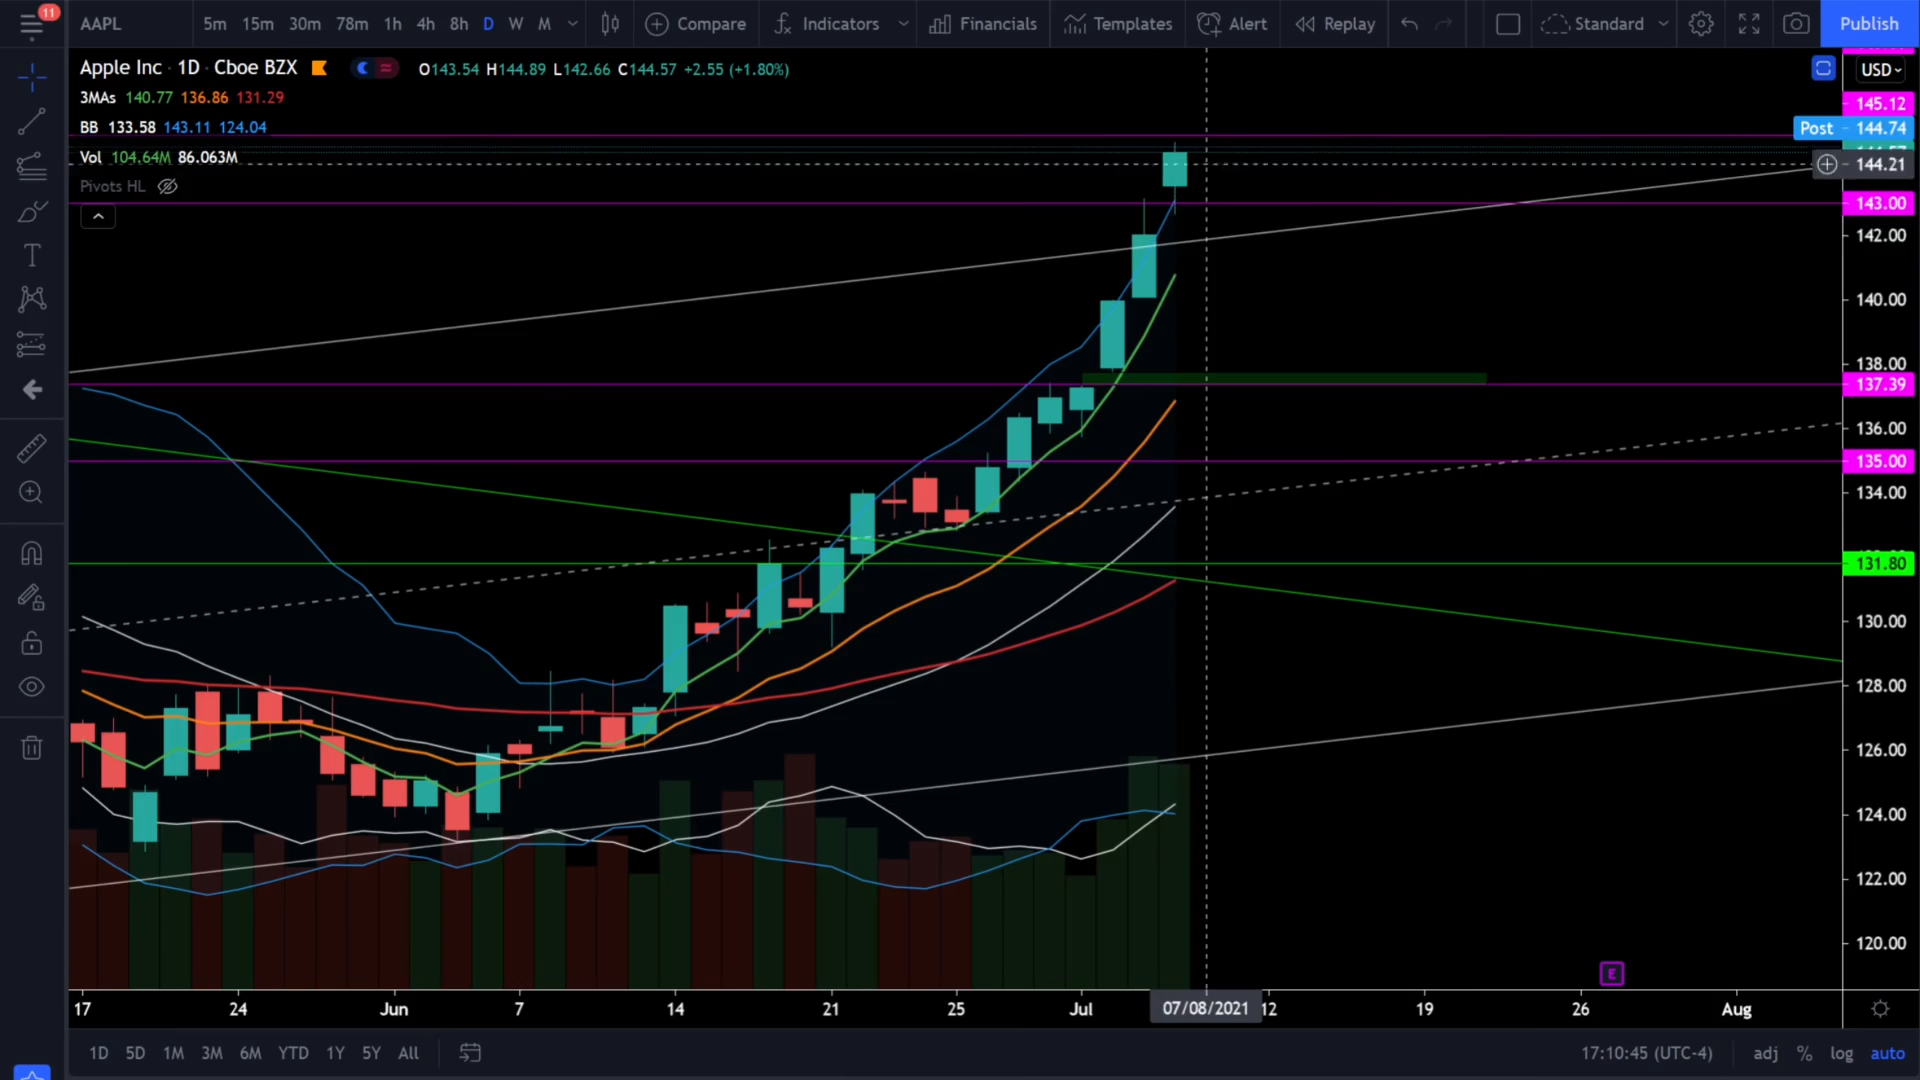 11
AAPL 5m 15m 30m 78m 1h 4h 8h D W M Compare Indicators Financials Templates Alert Replay Standard Publish
Apple Inc · 1D · Cboe BZX O143.54 H144.89 L142.66 C144.57 +2.55 (+1.80%)
USD
3MAs 140.77 136.86 131.29
145.12
BB 133.58 143.11 124.04
Post 144.74
Vol 104.64M 86.063M
144.21
Pivots HL
143.00
142.00
140.00
138.00
137.39
136.00
135.00
134.00
131.80
130.00
128.00
126.00
124.00
122.00
120.00
E
17 24 Jun 7 14 21 25 Jul 07/08/2021 12 19 26 Aug
1D 5D 1M 3M 6M YTD 1Y 5Y All 17:10:45 (UTC-4) adj % log auto